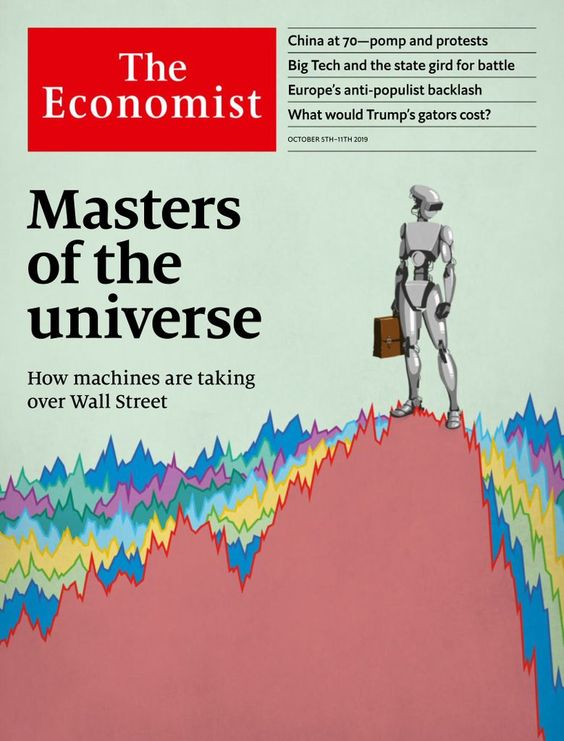 The
Economist
China at 70—pomp and protests
Big Tech and the state gird for battle
Europe's anti-populist backlash
What would Trump's gators cost?
OCTOBER 5TH–11TH 2019
Masters
of the
universe
How machines are taking
over Wall Street